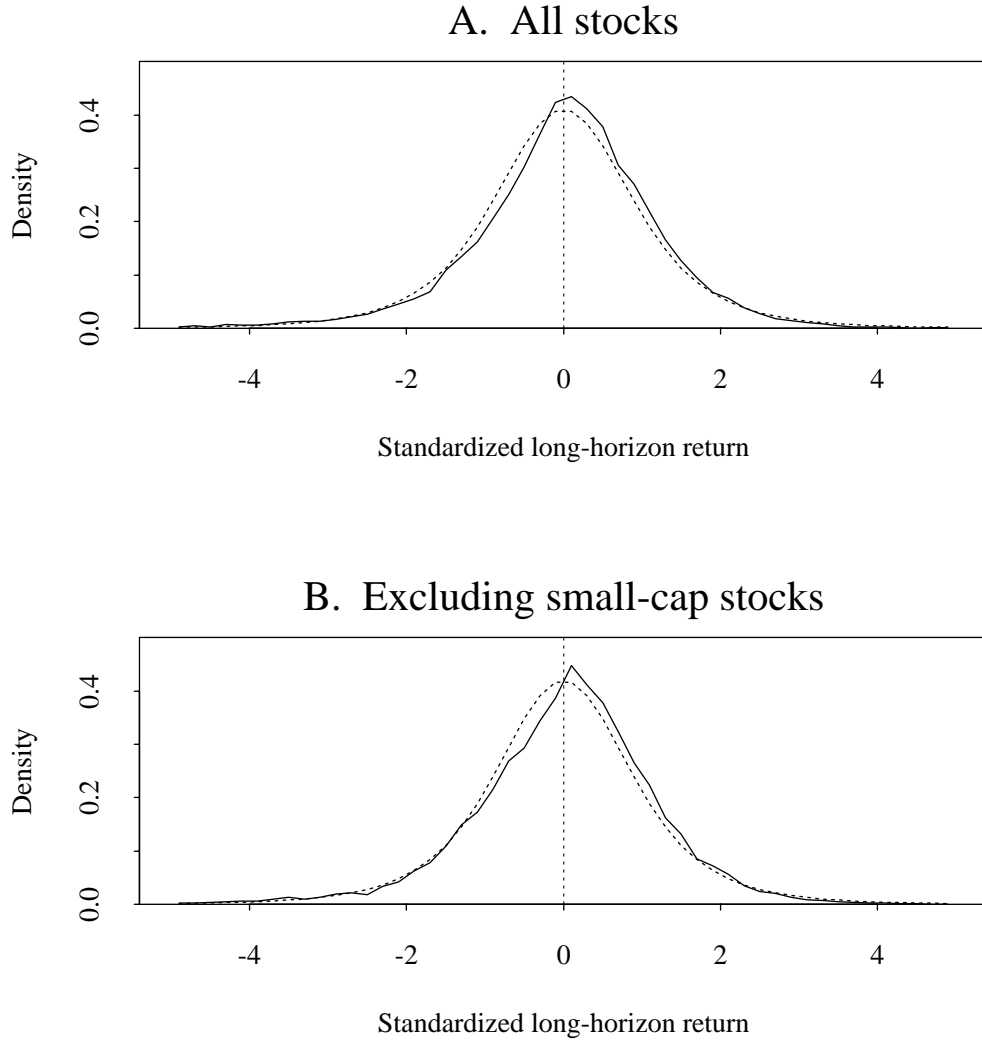 A. All stocks
Density
0.4
0.2
0.0
-4 -2 0 2 4
Standardized long-horizon return
B. Excluding small-cap stocks
Density
0.4
0.2
0.0
-4 -2 0 2 4
Standardized long-horizon return